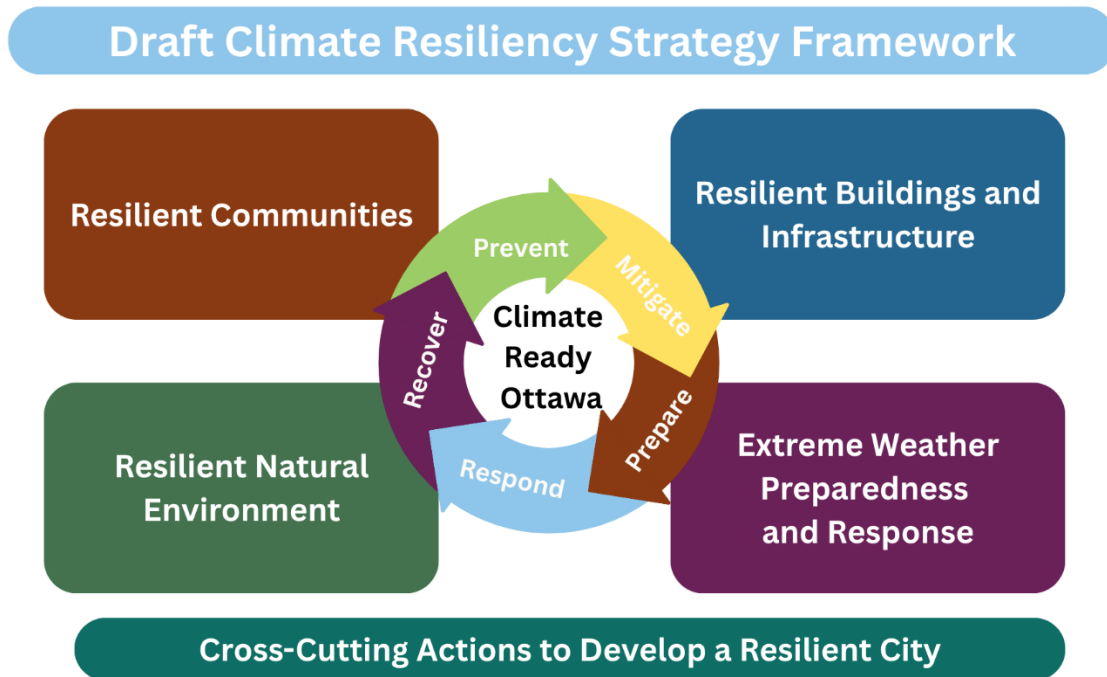 Draft Climate Resiliency Strategy Framework
Resilient Communities
Resilient Buildings and
Infrastructure
Prevent
Mitigate
Prepare
Respond
Recover
Climate
Ready
Ottawa
Resilient Natural
Environment
Extreme Weather
Preparedness
and Response
Cross-Cutting Actions to Develop a Resilient City